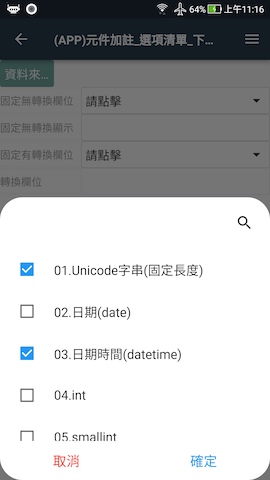 64% 上午11:16
(APP)元件加註_選項清單_下…
資料來…
固定無轉換欄位 請點擊
固定無轉換顯示
固定有轉換欄位 請點擊
轉換欄位
01.Unicode字串(固定長度)
02.日期(date)
03.日期時間(datetime)
04.int
05.smallint
取消 確定